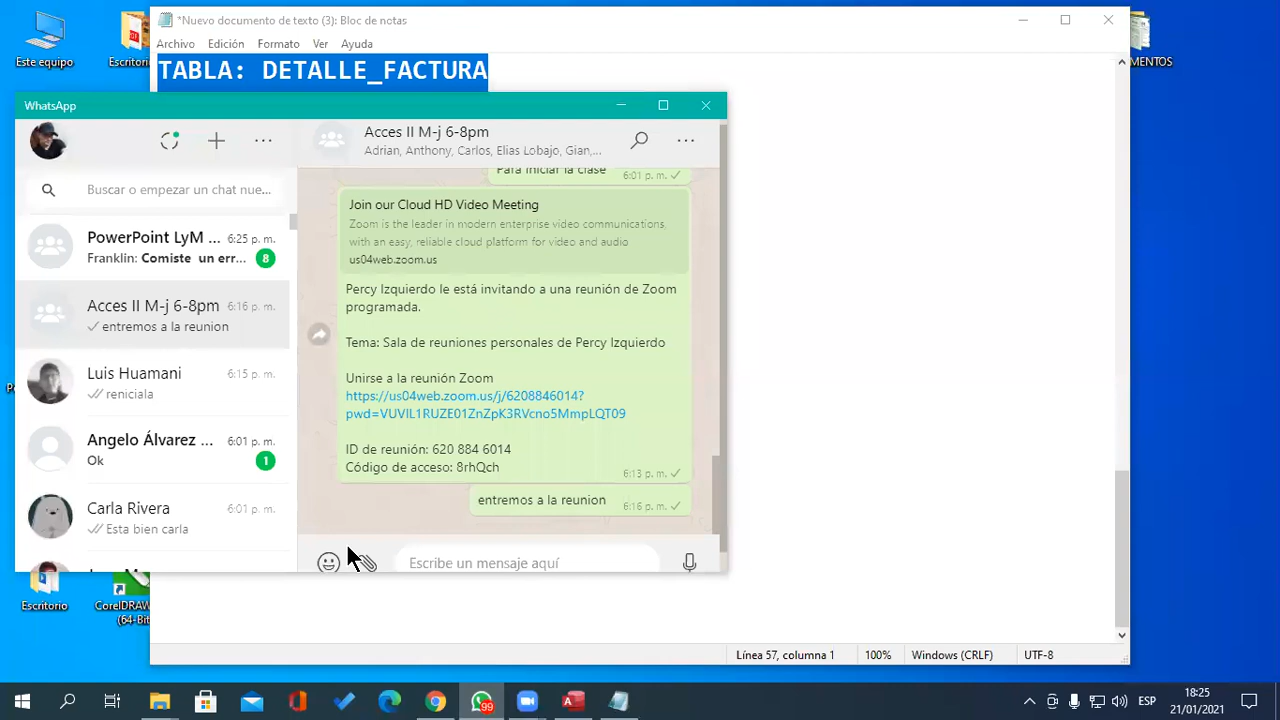 *Nuevo documento de texto (3): Bloc de notas
Archivo Edición Formato Ver Ayuda
TABLA: DETALLE_FACTURA
Este equipo
WhatsApp
Acces II M-j 6-8pm
Adrian, Anthony, Carlos, Elias Lobajo, Gian,...
Buscar o empezar un chat nue...
PowerPoint LyM ... 6:25 p. m.
Franklin: Comiste un err... 8
Acces II M-j 6-8pm 6:16 p. m.
entremos a la reunion
Luis Huamani 6:15 p. m.
reniciala
Angelo Álvarez ... 6:01 p. m.
Ok 1
Carla Rivera 6:01 p. m.
Esta bien carla
Para iniciar la clase
6:01 p. m.
Join our Cloud HD Video Meeting
Zoom is the leader in modern enterprise video communications,
with an easy, reliable cloud platform for video and audio
us04web.zoom.us
Percy Izquierdo le está invitando a una reunión de Zoom
programada.
Tema: Sala de reuniones personales de Percy Izquierdo
Unirse a la reunión Zoom
https://us04web.zoom.us/j/6208846014?
pwd=VUVIL1RUZE01ZnZpK3RVcno5MmpLQT09
ID de reunión: 620 884 6014
Código de acceso: 8rhQch
6:13 p. m.
entremos a la reunion
6:16 p. m.
Escribe un mensaje aquí
Escritorio
CorelDRAW
(64-Bit
Línea 57, columna 1 100% Windows (CRLF) UTF-8
99
ESP
18:25
21/01/2021